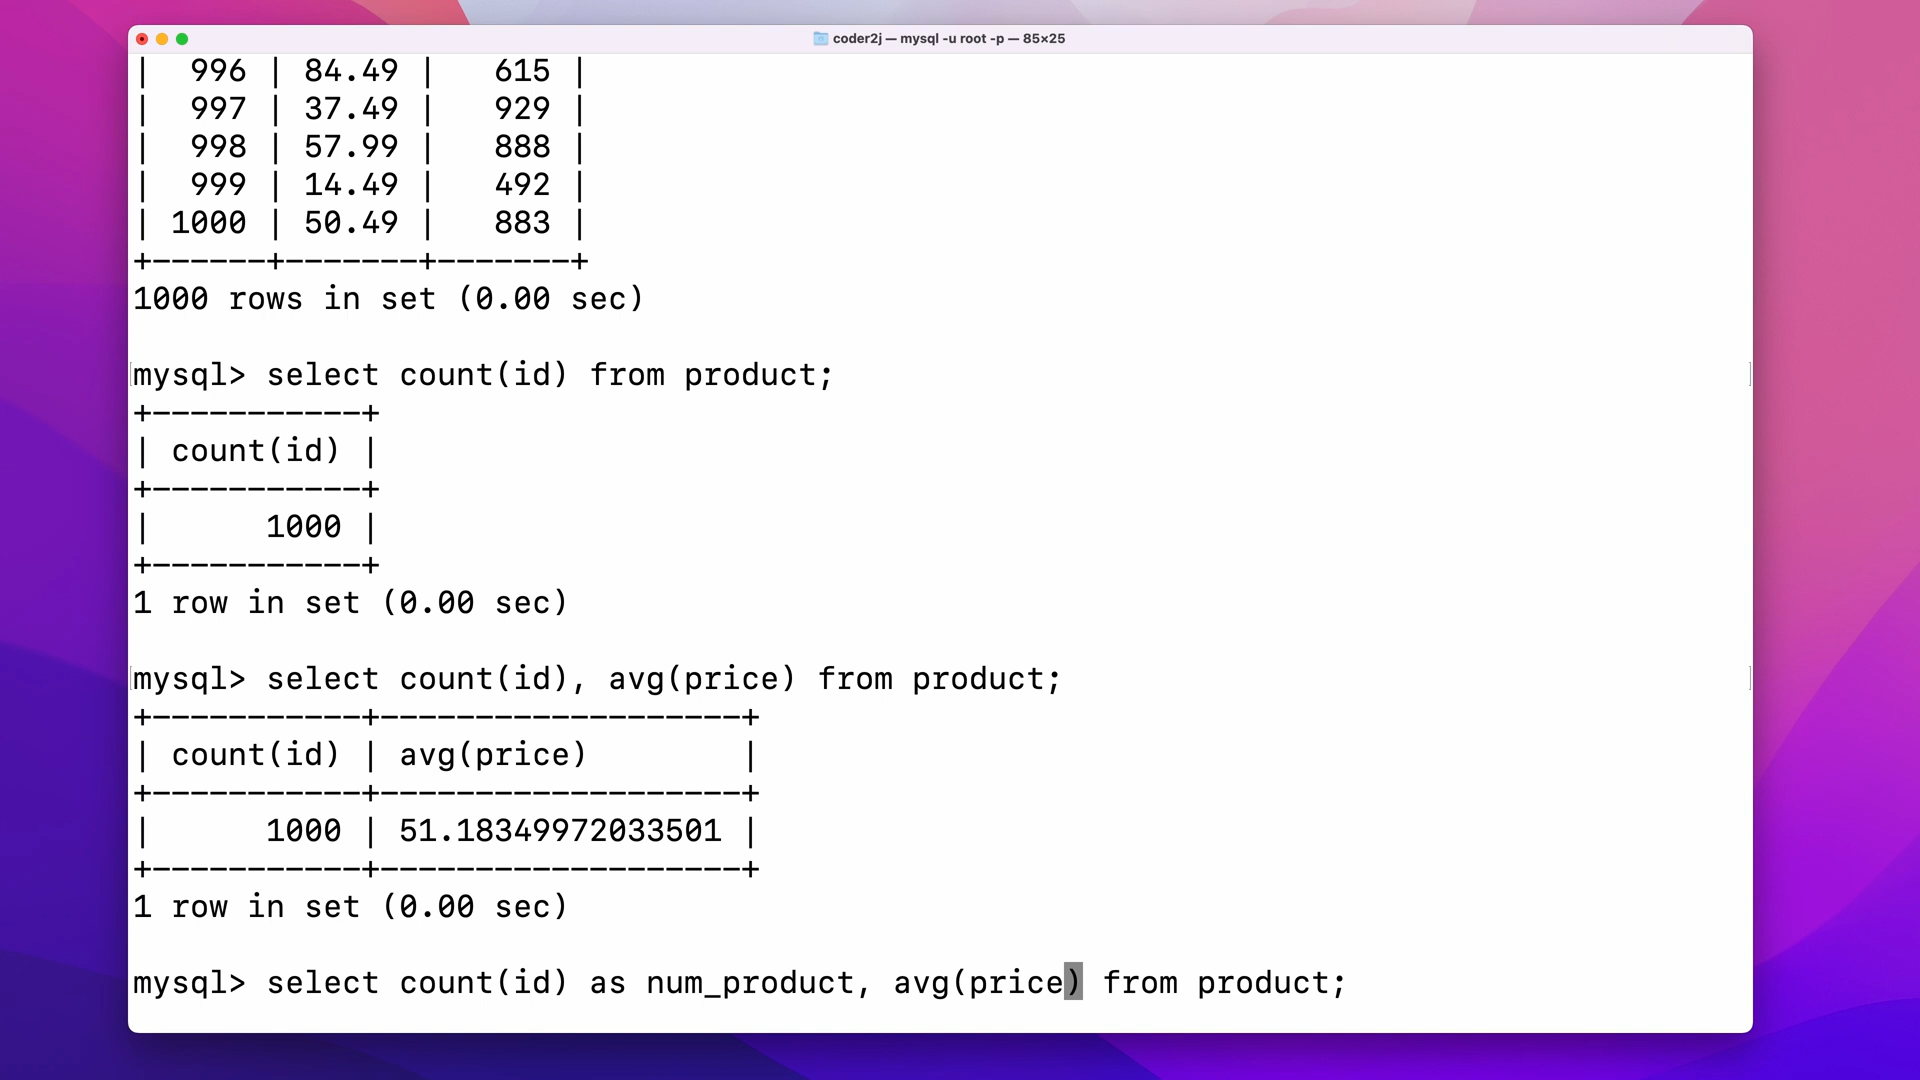 coder2j — mysql -u root -p — 85×25
|   996 | 84.49 |    615 |
|   997 | 37.49 |    929 |
|   998 | 57.99 |    888 |
|   999 | 14.49 |    492 |
|  1000 | 50.49 |    883 |
+------+-------+-------+
1000 rows in set (0.00 sec)
mysql> select count(id) from product;
+-----------+
| count(id) |
+-----------+
|      1000 |
+-----------+
1 row in set (0.00 sec)
mysql> select count(id), avg(price) from product;
+-----------+-------------------+
| count(id) | avg(price)        |
+-----------+-------------------+
|      1000 | 51.18349972033501 |
+-----------+-------------------+
1 row in set (0.00 sec)
mysql> select count(id) as num_product, avg(price) from product;